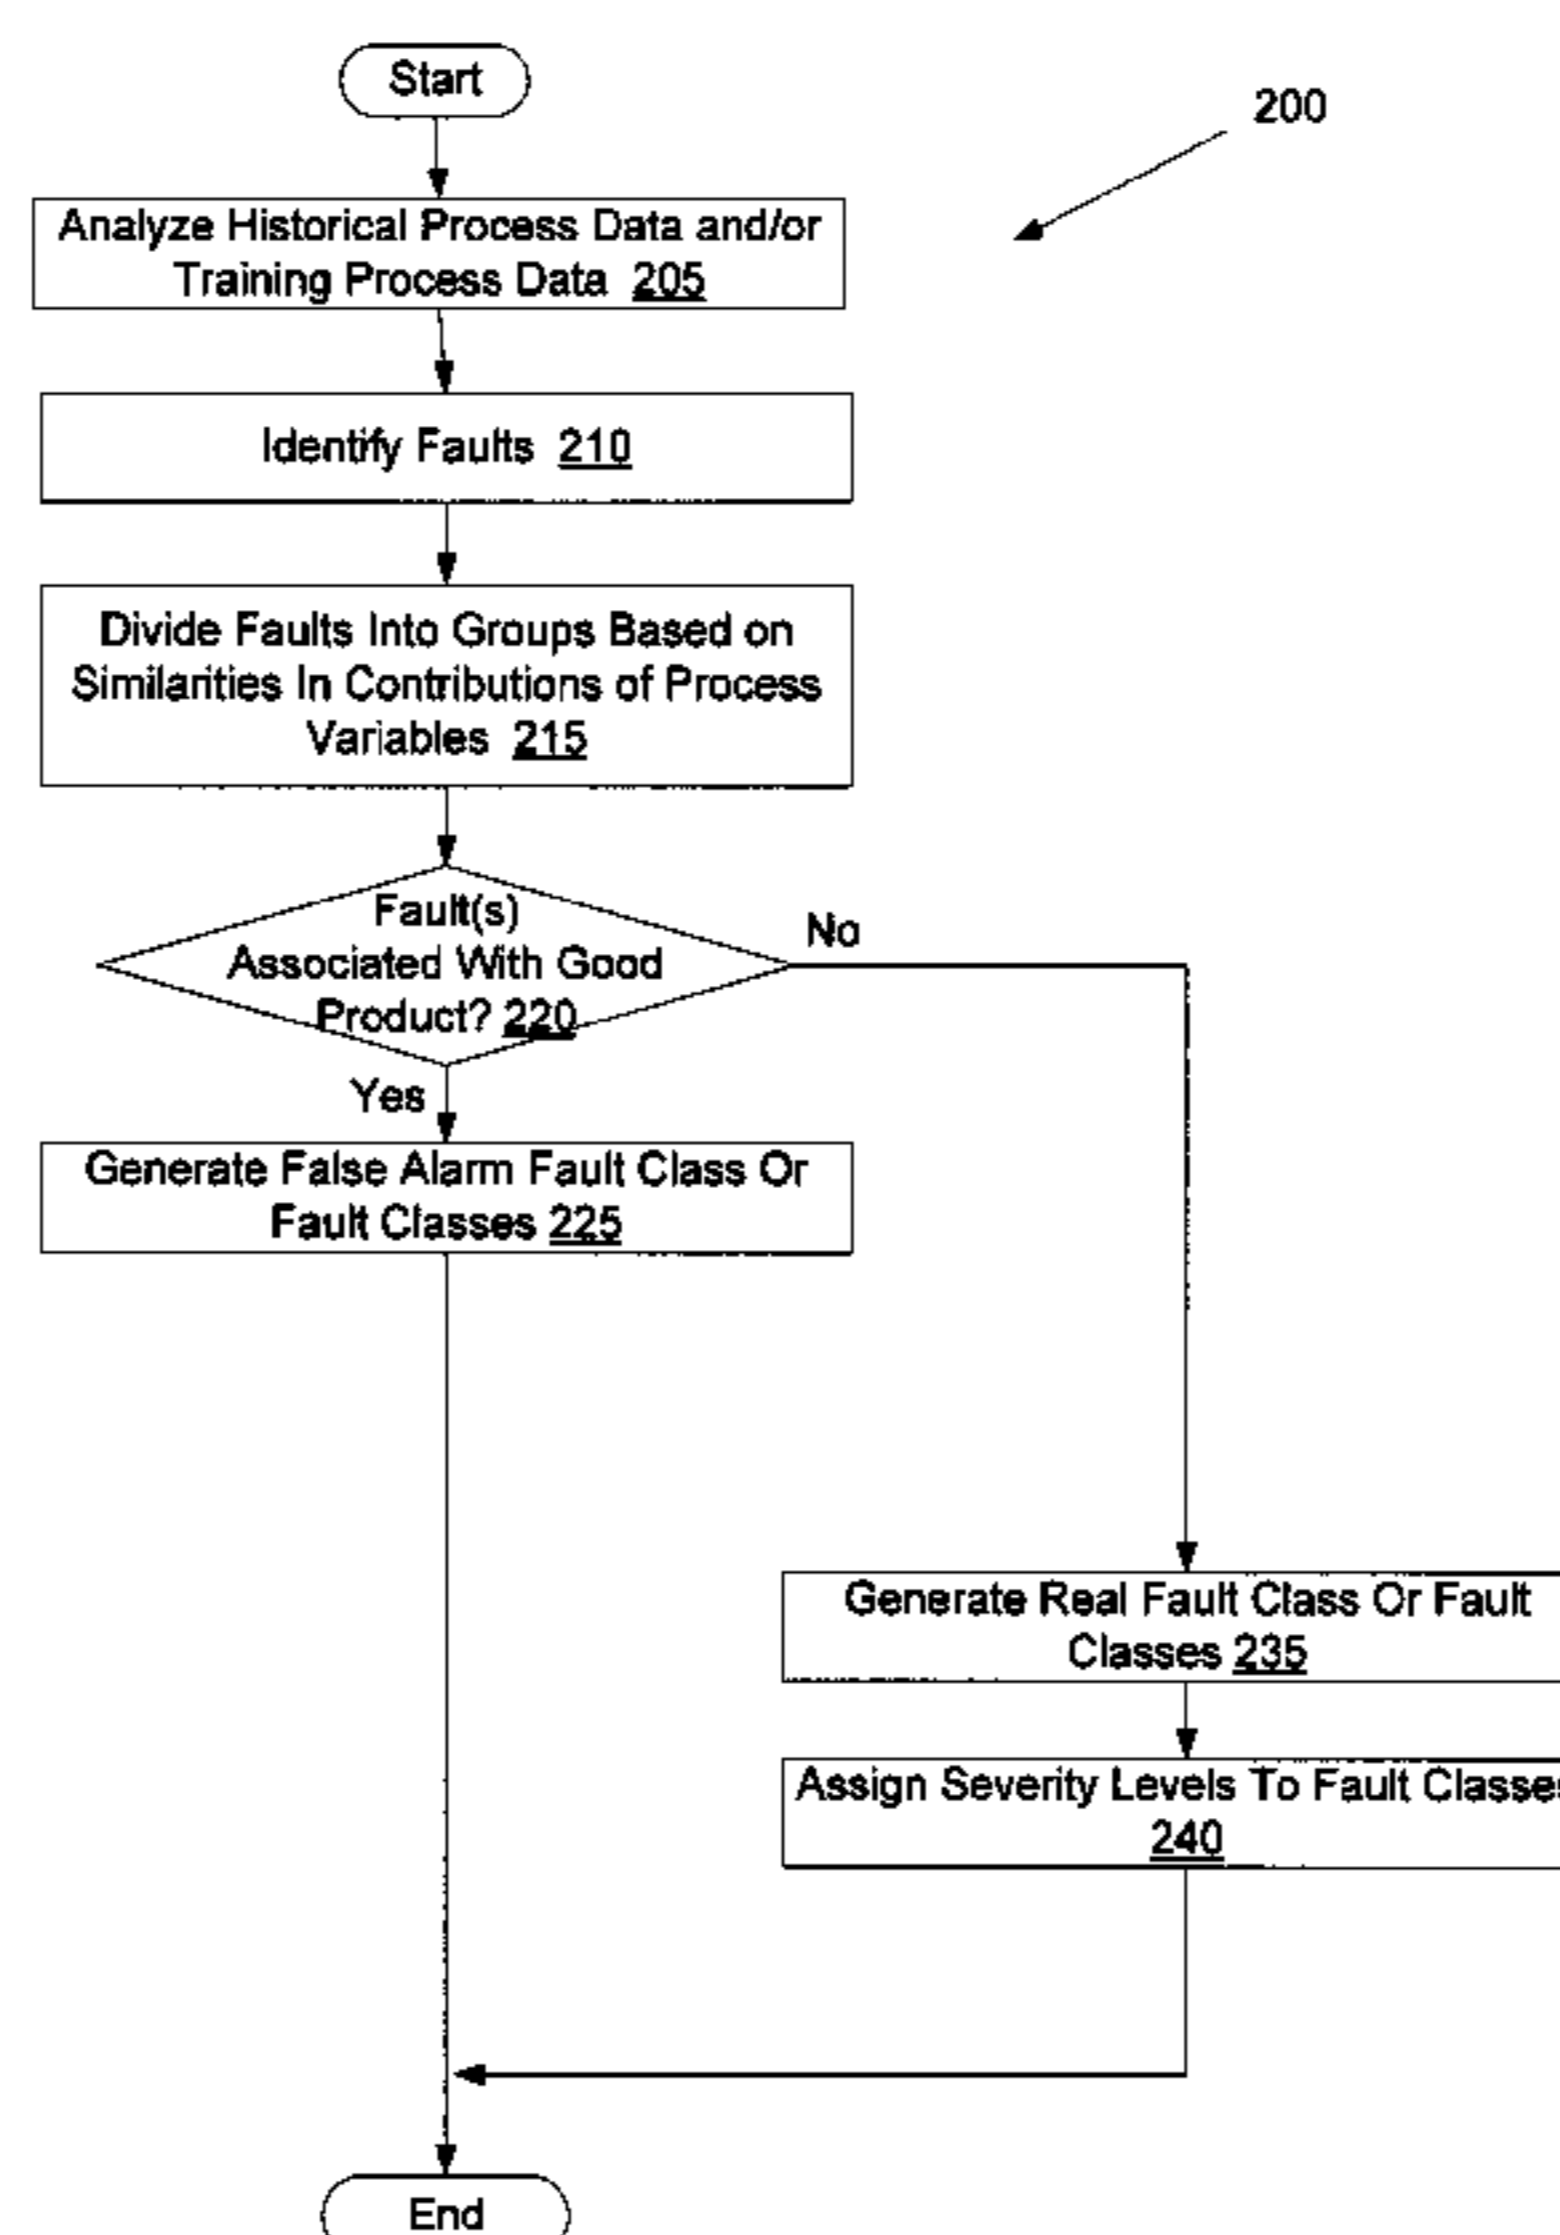 Start
200
Analyze Historical Process Data and/or
Training Process Data 205
Identify Faults 210
Divide Faults Into Groups Based on
Similarities In Contributions of Process
Variables 215
Fault(s)
Associated With Good
Product? 220
No
Yes
Generate False Alarm Fault Class Or
Fault Classes 225
Generate Real Fault Class Or Fault
Classes 235
Assign Severity Levels To Fault Classes
240
End